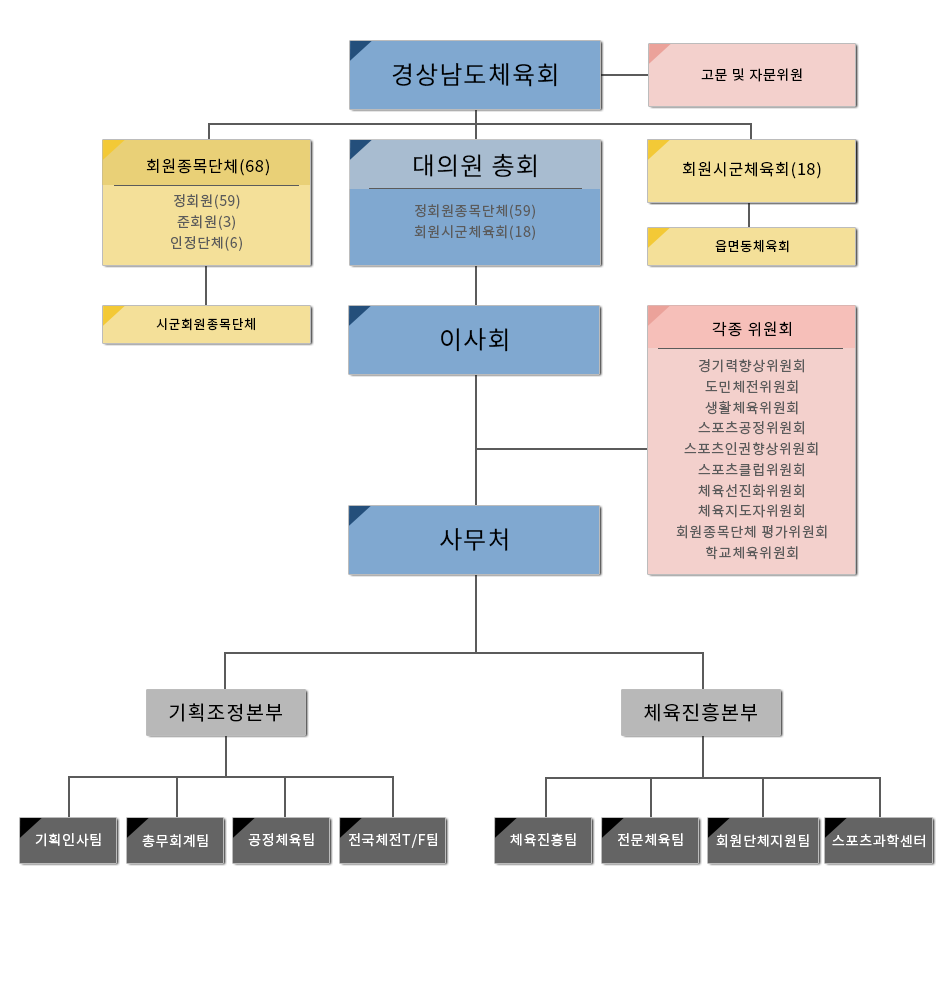 경상남도체육회
고문 및 자문위원
회원종목단체(68)
정회원(59)
준회원(3)
인정단체(6)
대의원 총회
정회원종목단체(59)
회원시군체육회(18)
회원시군체육회(18)
읍면동체육회
시군회원종목단체
이사회
각종 위원회
경기력향상위원회
도민체전위원회
생활체육위원회
스포츠공정위원회
스포츠인권향상위원회
스포츠클럽위원회
체육선진화위원회
체육지도자위원회
회원종목단체 평가위원회
학교체육위원회
사무처
기획조정본부
체육진흥본부
기획인사팀
총무회계팀
공정체육팀
전국체전T/F팀
체육진흥팀
전문체육팀
회원단체지원팀
스포츠과학센터